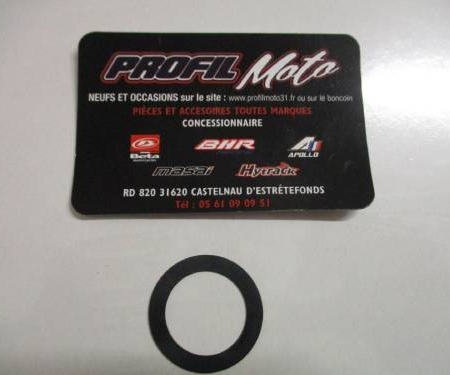 PROFIL Moto
NEUFS ET OCCASIONS sur le site : www.profilmoto31.fr ou sur le boncoin
PIÈCES ET ACCESOIRES TOUTES MARQUES
CONCESSIONNAIRE
Beta BHR APOLLO
masai Hytrack
RD 820 31620 CASTELNAU D'ESTRÉTEFONDS
Tél : 05 61 09 09 51